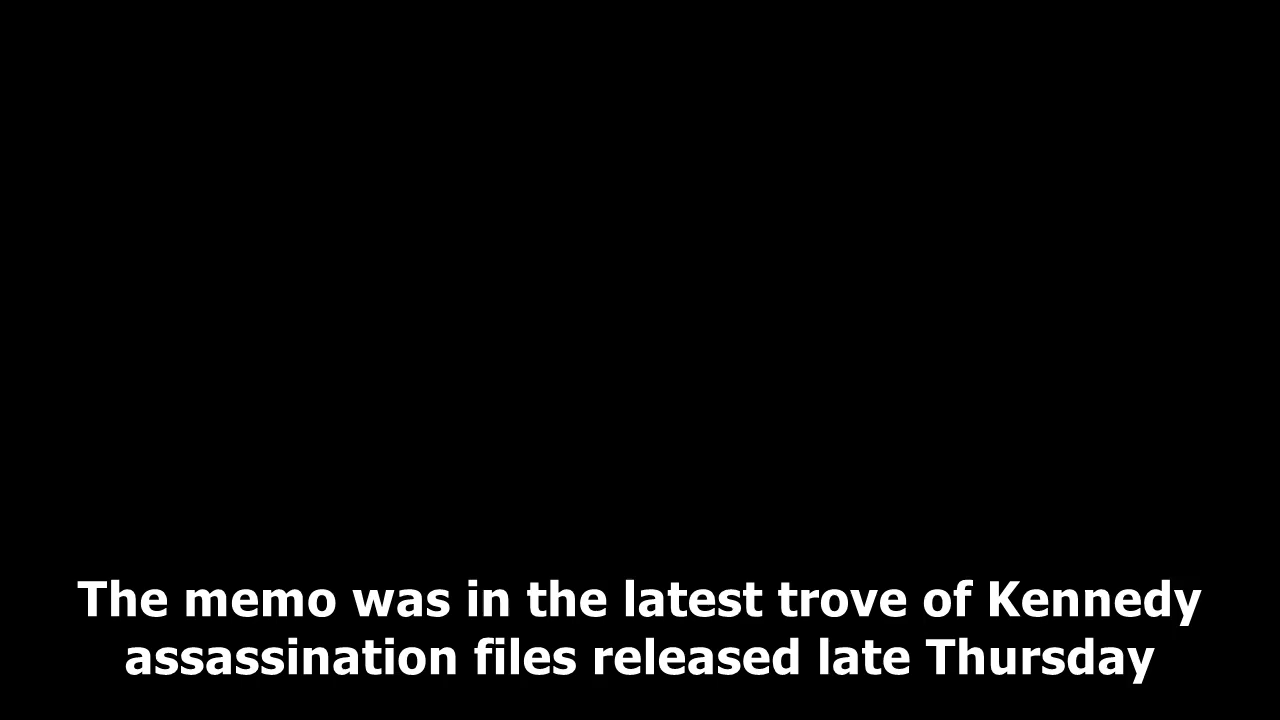 The memo was in the latest trove of Kennedy
assassination files released late Thursday